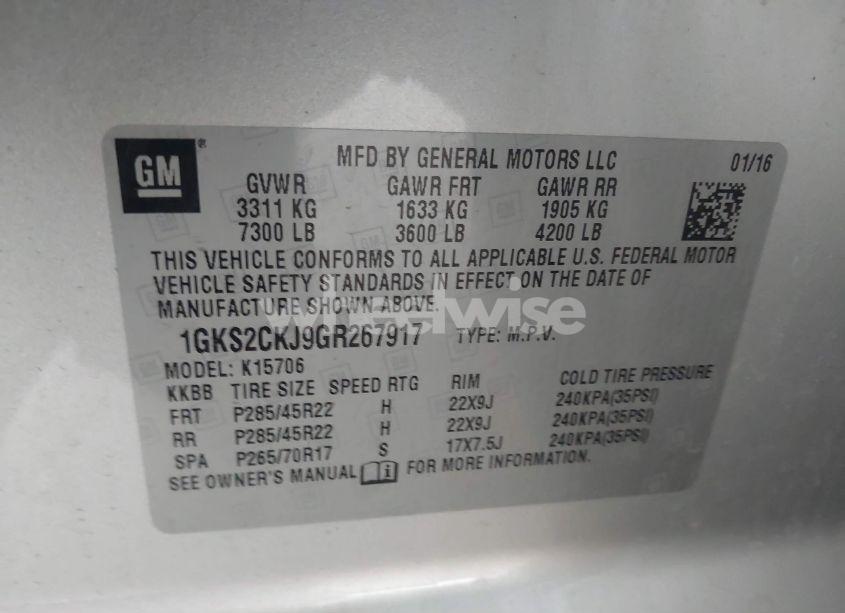 GM
MFD BY GENERAL MOTORS LLC 01/16
GVWR GAWR FRT GAWR RR
3311 KG 1633 KG 1905 KG
7300 LB 3600 LB 4200 LB
THIS VEHICLE CONFORMS TO ALL APPLICABLE U.S. FEDERAL MOTOR
VEHICLE SAFETY STANDARDS IN EFFECT ON THE DATE OF
MANUFACTURE SHOWN ABOVE.
wheelwise
1GKS2CKJ9GR267917 TYPE: M.P.V.
MODEL: K15706
KKBB TIRE SIZE SPEED RTG RIM COLD TIRE PRESSURE
FRT P285/45R22 H 22X9J 240KPA(35PSI)
RR P285/45R22 H 22X9J 240KPA(35PSI)
SPA P265/70R17 S 17X7.5J 240KPA(35PSI)
SEE OWNER'S MANUAL FOR MORE INFORMATION.